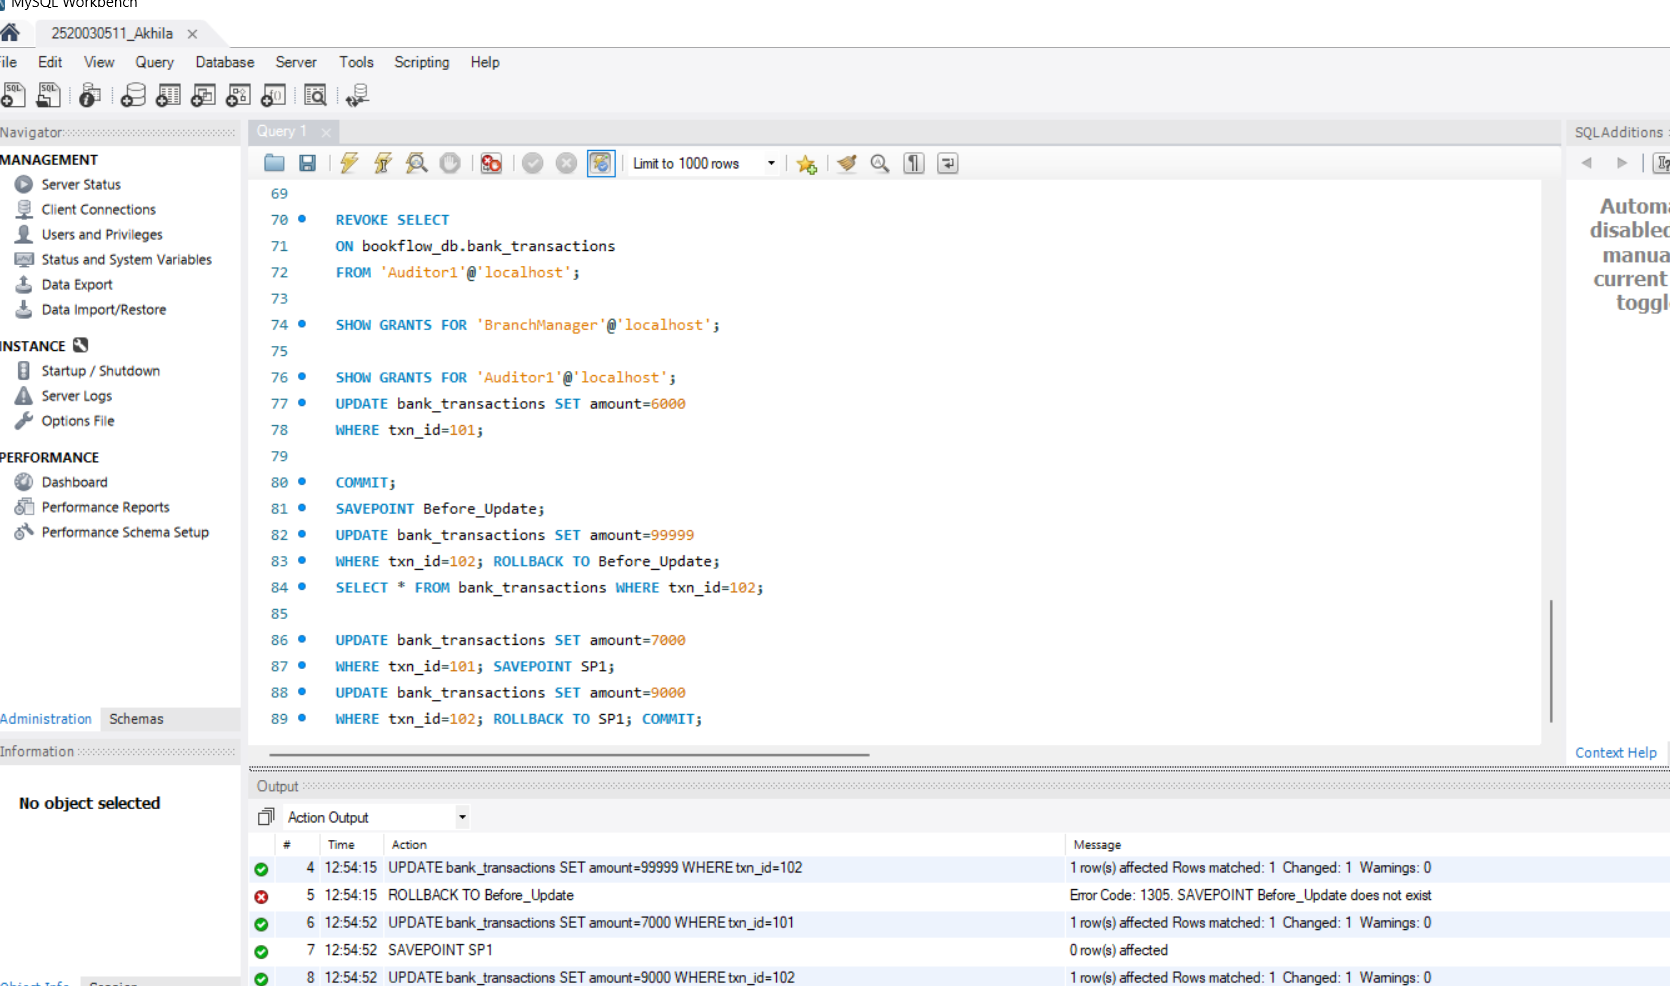 MySQL Workbench
2520030511_Akhila
File Edit View Query Database Server Tools Scripting Help
Navigator
MANAGEMENT
Server Status
Client Connections
Users and Privileges
Status and System Variables
Data Export
Data Import/Restore
INSTANCE
Startup / Shutdown
Server Logs
Options File
PERFORMANCE
Dashboard
Performance Reports
Performance Schema Setup
Administration Schemas
Information
No object selected
Object Info Session
Query 1
Limit to 1000 rows
69
70 REVOKE SELECT
71 ON bookflow_db.bank_transactions
72 FROM 'Auditor1'@'localhost';
73
74 SHOW GRANTS FOR 'BranchManager'@'localhost';
75
76 SHOW GRANTS FOR 'Auditor1'@'localhost';
77 UPDATE bank_transactions SET amount=6000
78 WHERE txn_id=101;
79
80 COMMIT;
81 SAVEPOINT Before_Update;
82 UPDATE bank_transactions SET amount=99999
83 WHERE txn_id=102; ROLLBACK TO Before_Update;
84 SELECT * FROM bank_transactions WHERE txn_id=102;
85
86 UPDATE bank_transactions SET amount=7000
87 WHERE txn_id=101; SAVEPOINT SP1;
88 UPDATE bank_transactions SET amount=9000
89 WHERE txn_id=102; ROLLBACK TO SP1; COMMIT;
SQLAdditions
Automa
disabled
manua
current
toggl
Context Help
Output
Action Output
# Time Action Message
4 12:54:15 UPDATE bank_transactions SET amount=99999 WHERE txn_id=102 1 row(s) affected Rows matched: 1 Changed: 1 Warnings: 0
5 12:54:15 ROLLBACK TO Before_Update Error Code: 1305. SAVEPOINT Before_Update does not exist
6 12:54:52 UPDATE bank_transactions SET amount=7000 WHERE txn_id=101 1 row(s) affected Rows matched: 1 Changed: 1 Warnings: 0
7 12:54:52 SAVEPOINT SP1 0 row(s) affected
8 12:54:52 UPDATE bank_transactions SET amount=9000 WHERE txn_id=102 1 row(s) affected Rows matched: 1 Changed: 1 Warnings: 0